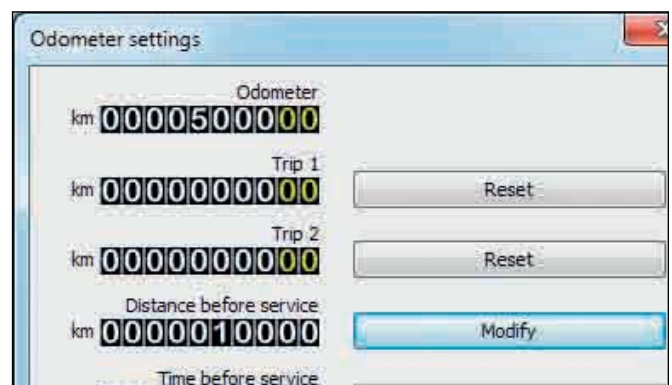 Odometer settings
Odometer
km 0000500000
Trip 1
km 0000000000 Reset
Trip 2
km 0000000000 Reset
Distance before service
km 0000010000 Modify
Time before service